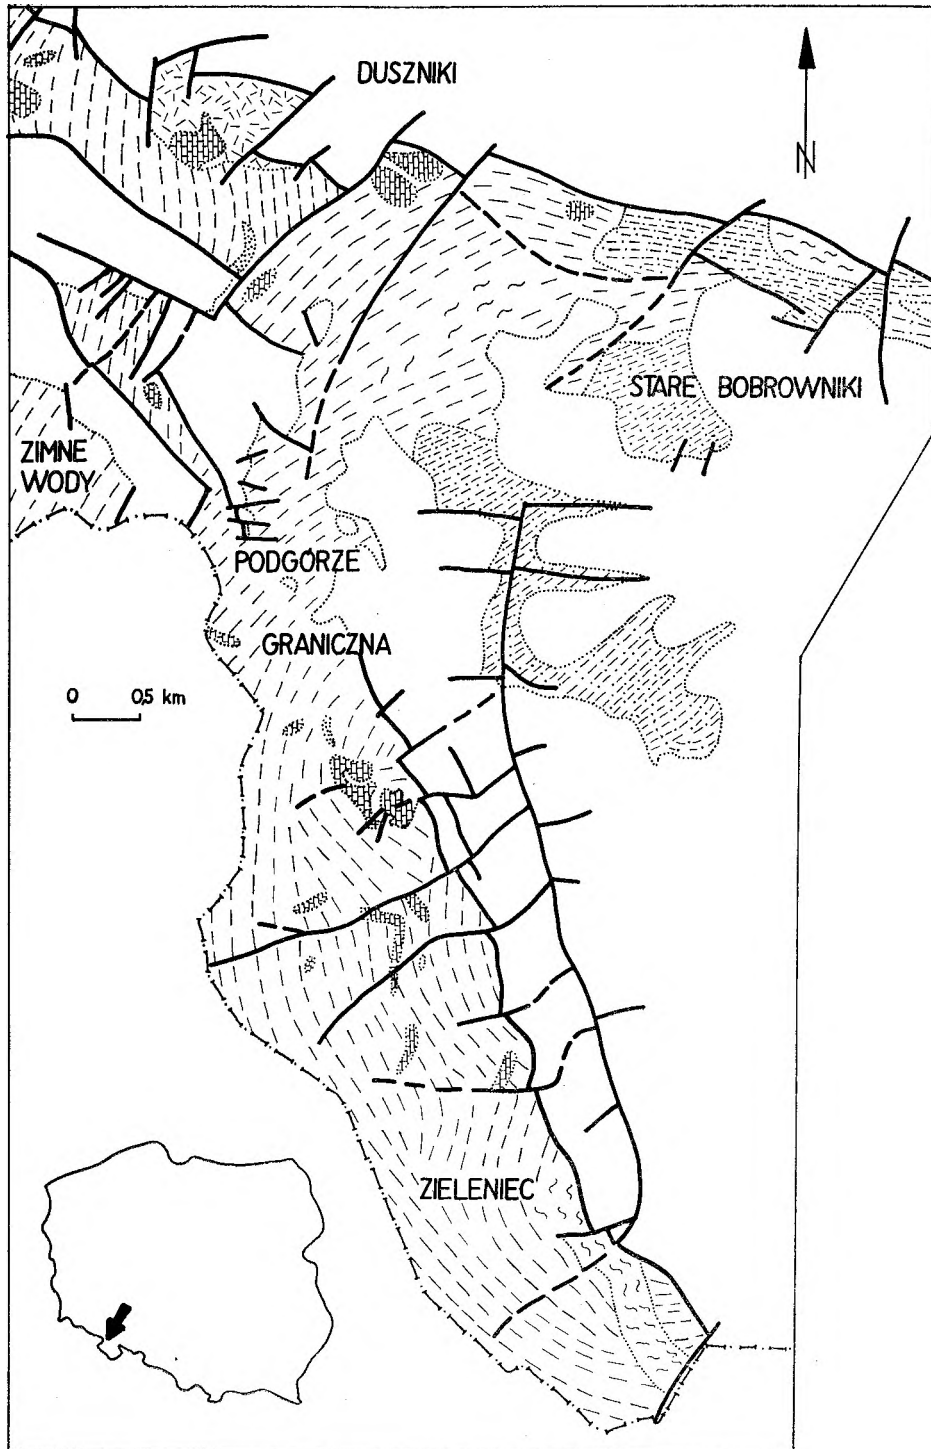 DUSZNIKI
N
STARE BOBROWNIKI
ZIMNE
WODY
PODGÓRZE
GRANICZNA
0 0,5 km
ZIELENIEC